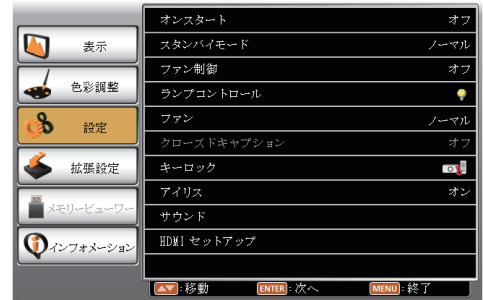 表示
色彩調整
設定
拡張設定
メモリービューワー
インフォメーション
オンスタート オフ
スタンバイモード ノーマル
ファン制御 オフ
ランプコントロール
ファン ノーマル
クローズドキャプション オフ
キーロック
アイリス オン
サウンド
HDMI セットアップ
:移動 ENTER:次へ MENU:終了